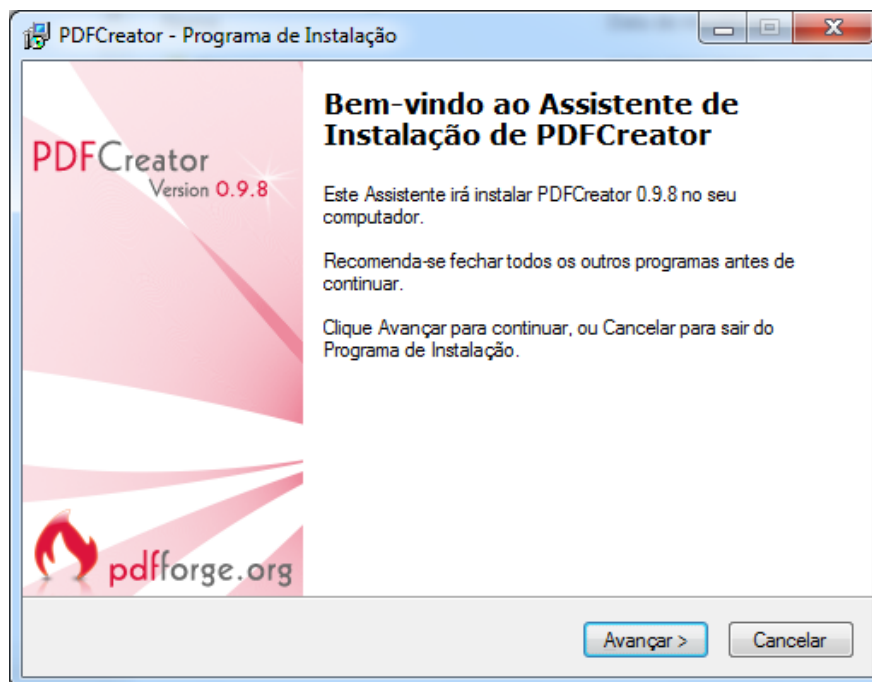 PDFCreator - Programa de Instalação
PDFCreator
Version 0.9.8
Bem-vindo ao Assistente de
Instalação de PDFCreator
Este Assistente irá instalar PDFCreator 0.9.8 no seu
computador.
Recomenda-se fechar todos os outros programas antes de
continuar.
Clique Avançar para continuar, ou Cancelar para sair do
Programa de Instalação.
pdfforge.org
Avançar >
Cancelar